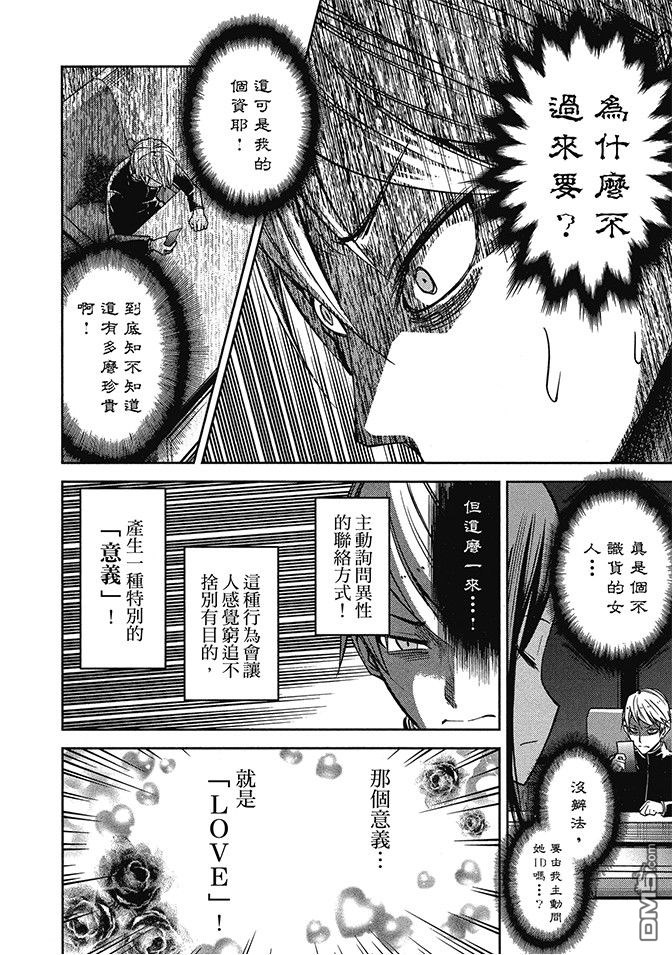 為什麼不
過來要？
這可是我的
個資耶！
到底知不知道
這有多麼珍貴
啊！
真是個不
識貨的女
人…
沒辦法，
要由我主動問
她ID嗎…？
但這麼一來…！
主動詢問異性
的聯絡方式！
這種行為會讓
人感覺窮追不
捨別有目的，
產生一種特別的
「意義」！
那個意義…
就是
「LOVE」！